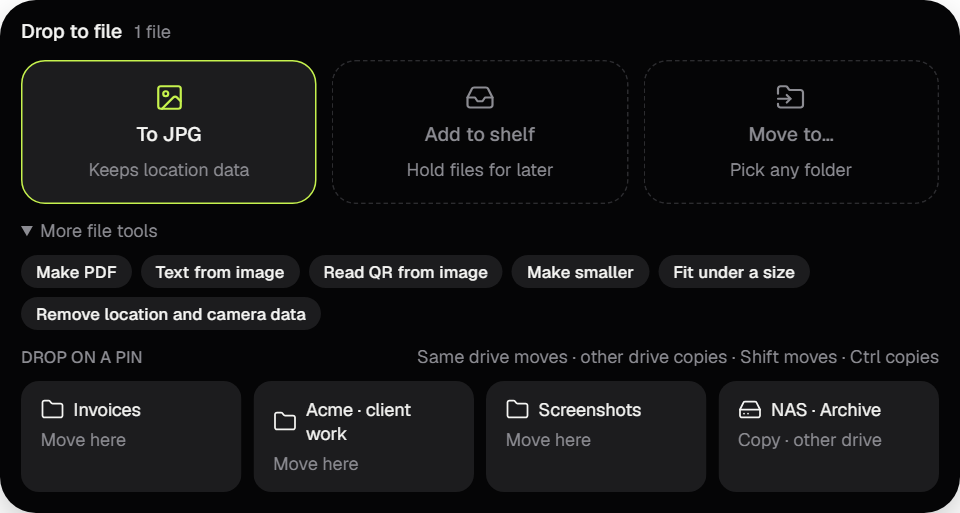 Drop to file 1 file
To JPG
Keeps location data
Add to shelf
Hold files for later
Move to...
Pick any folder
▼ More file tools
Make PDF
Text from image
Read QR from image
Make smaller
Fit under a size
Remove location and camera data
DROP ON A PIN
Same drive moves · other drive copies · Shift moves · Ctrl copies
Invoices
Move here
Acme · client
work
Move here
Screenshots
Move here
NAS · Archive
Copy · other drive